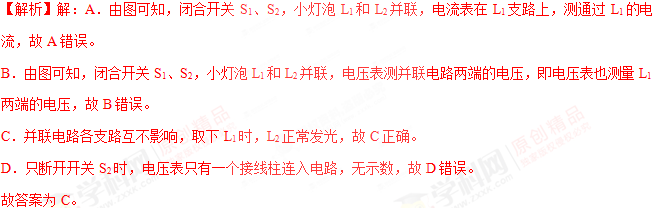 【解析】解：A．由图可知，闭合开关 S₁、S₂，小灯泡 L₁和 L₂并联，电流表在 L₁支路上，测通过 L₁的电
流，故 A 错误。
B．由图可知，闭合开关 S₁、S₂，小灯泡 L₁和 L₂并联，电压表测并联电路两端的电压，即电压表也测量 L₁
两端的电压，故 B 错误。
C．并联电路各支路互不影响，取下 L₁时，L₂正常发光，故 C 正确。
D．只断开开关 S₂时，电压表只有一个接线柱连入电路，无示数，故 D 错误。
故答案为 C。